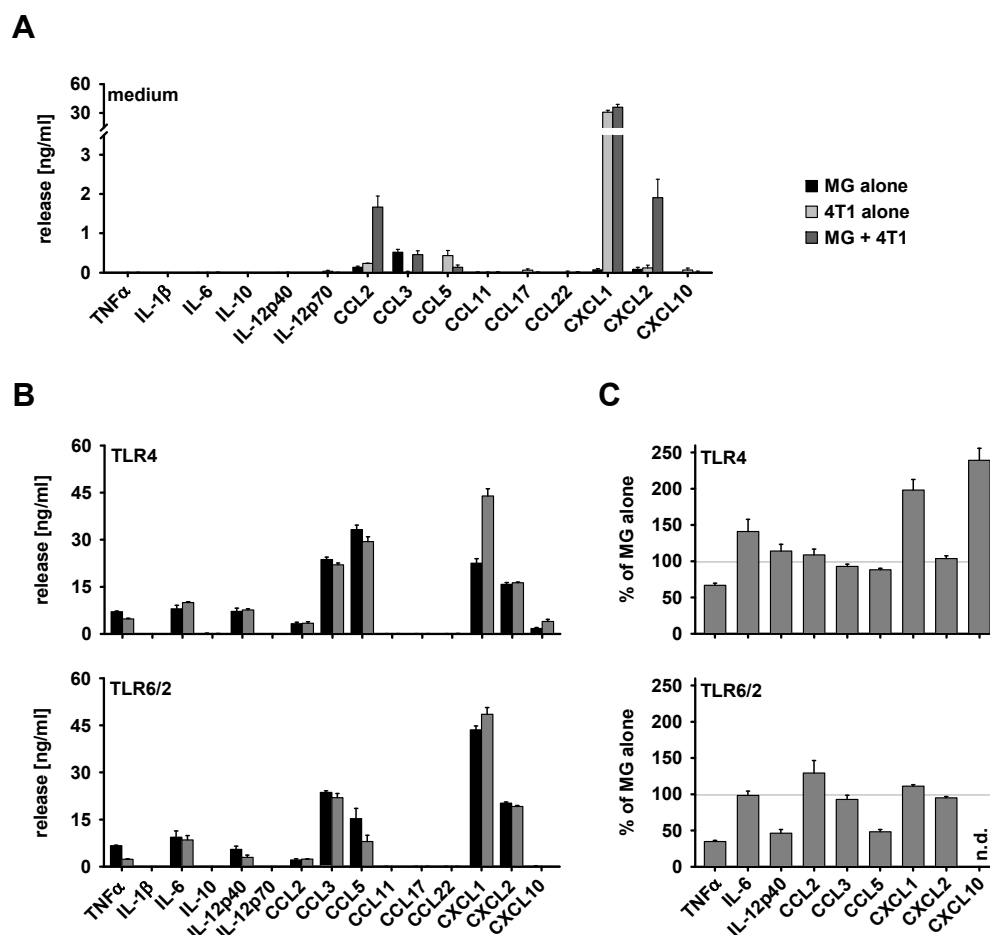 A
60
30
3
2
1
0
release [ng/ml]
medium
MG alone
4T1 alone
MG + 4T1
TNFα
IL-1β
IL-6
IL-10
IL-12p40
IL-12p70
CCL2
CCL3
CCL5
CCL11
CCL17
CCL22
CXCL1
CXCL2
CXCL10
B
60
45
30
15
0
release [ng/ml]
TLR4
60
45
30
15
0
release [ng/ml]
TLR6/2
TNFα
IL-1β
IL-6
IL-10
IL-12p40
IL-12p70
CCL2
CCL3
CCL5
CCL11
CCL17
CCL22
CXCL1
CXCL2
CXCL10
C
250
200
150
100
50
0
% of MG alone
TLR4
250
200
150
100
50
0
% of MG alone
TLR6/2
n.d.
TNFα
IL-6
IL-12p40
CCL2
CCL3
CCL5
CXCL1
CXCL2
CXCL10